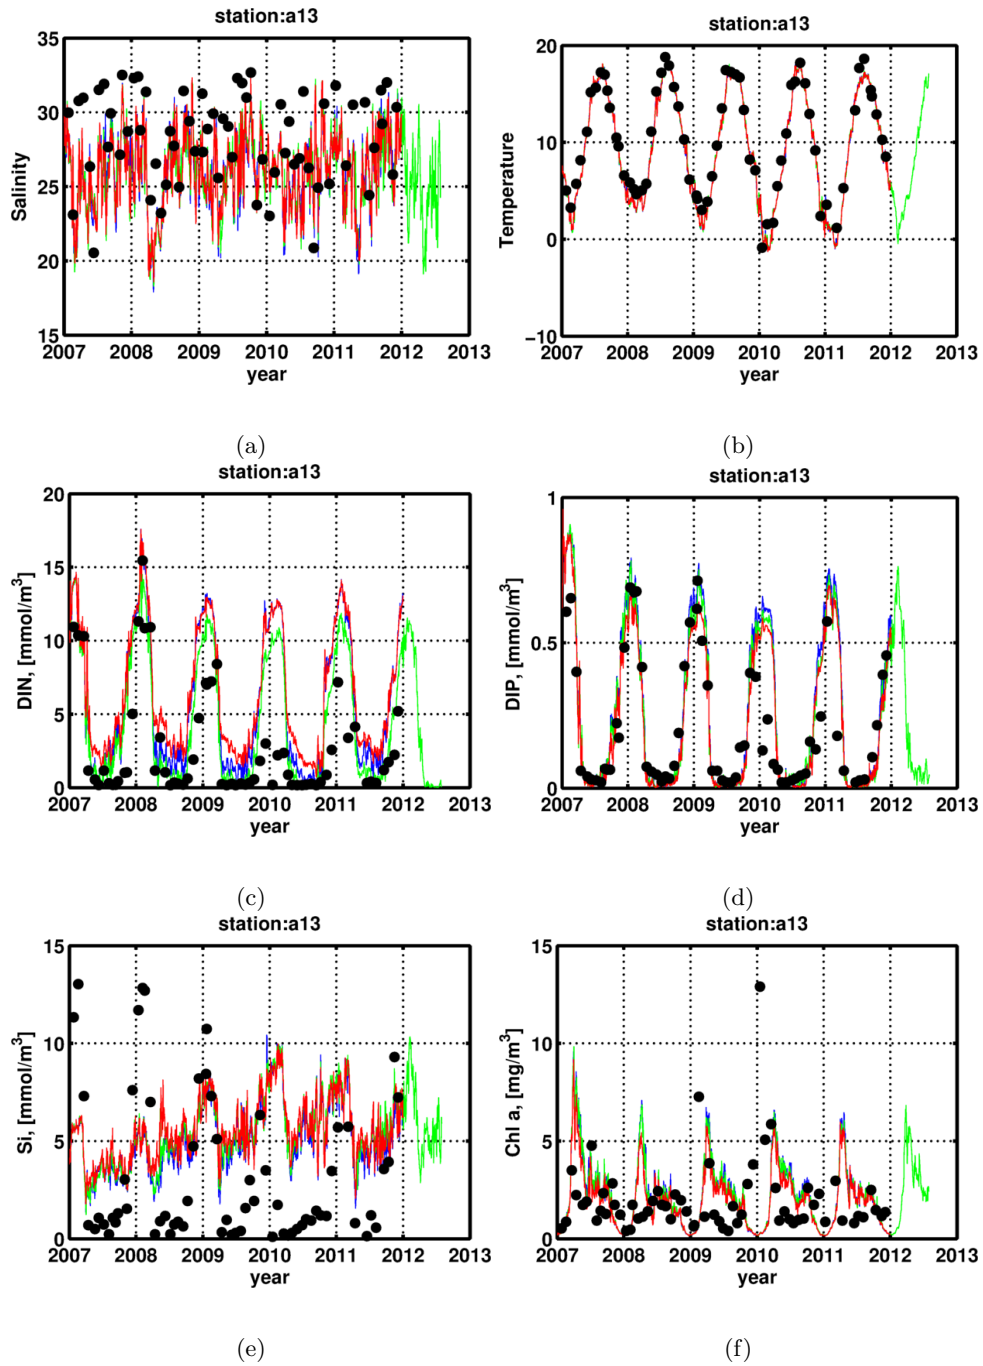 station:a13
35
30
25
20
15
Salinity
2007 2008 2009 2010 2011 2012 2013
year
(a)
station:a13
20
10
0
−10
Temperature
2007 2008 2009 2010 2011 2012 2013
year
(b)
station:a13
20
15
10
5
0
DIN, [mmol/m³]
2007 2008 2009 2010 2011 2012 2013
year
(c)
station:a13
1
0.5
0
DIP, [mmol/m³]
2007 2008 2009 2010 2011 2012 2013
year
(d)
station:a13
15
10
5
0
Si, [mmol/m³]
2007 2008 2009 2010 2011 2012 2013
year
(e)
station:a13
15
10
5
0
Chl a, [mg/m³]
2007 2008 2009 2010 2011 2012 2013
year
(f)